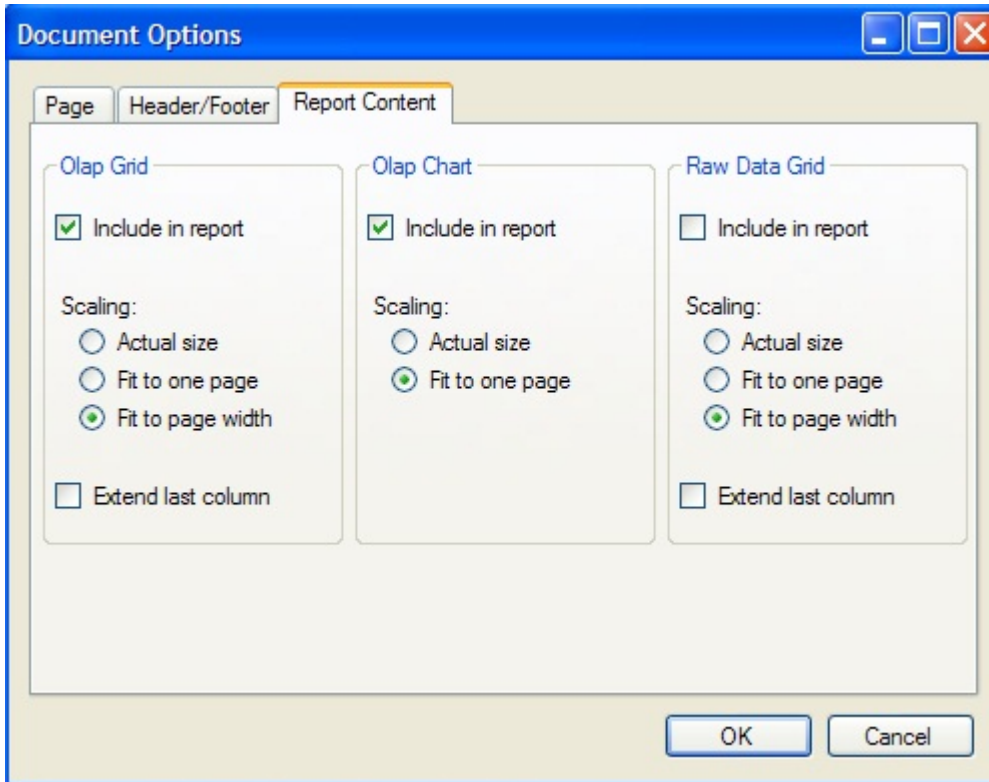 Document Options
Page Header/Footer Report Content
Olap Grid
Include in report
Scaling:
Actual size
Fit to one page
Fit to page width
Extend last column
Olap Chart
Include in report
Scaling:
Actual size
Fit to one page
Raw Data Grid
Include in report
Scaling:
Actual size
Fit to one page
Fit to page width
Extend last column
OK Cancel